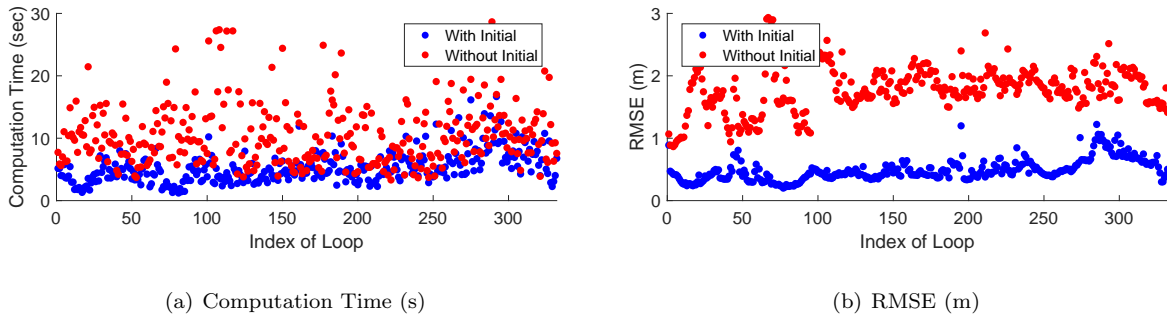 30
20
10
0
Computation Time (sec)
With Initial
Without Initial
0 50 100 150 200 250 300
Index of Loop
(a) Computation Time (s)
3
2
1
0
RMSE (m)
With Initial
Without Initial
0 50 100 150 200 250 300
Index of Loop
(b) RMSE (m)